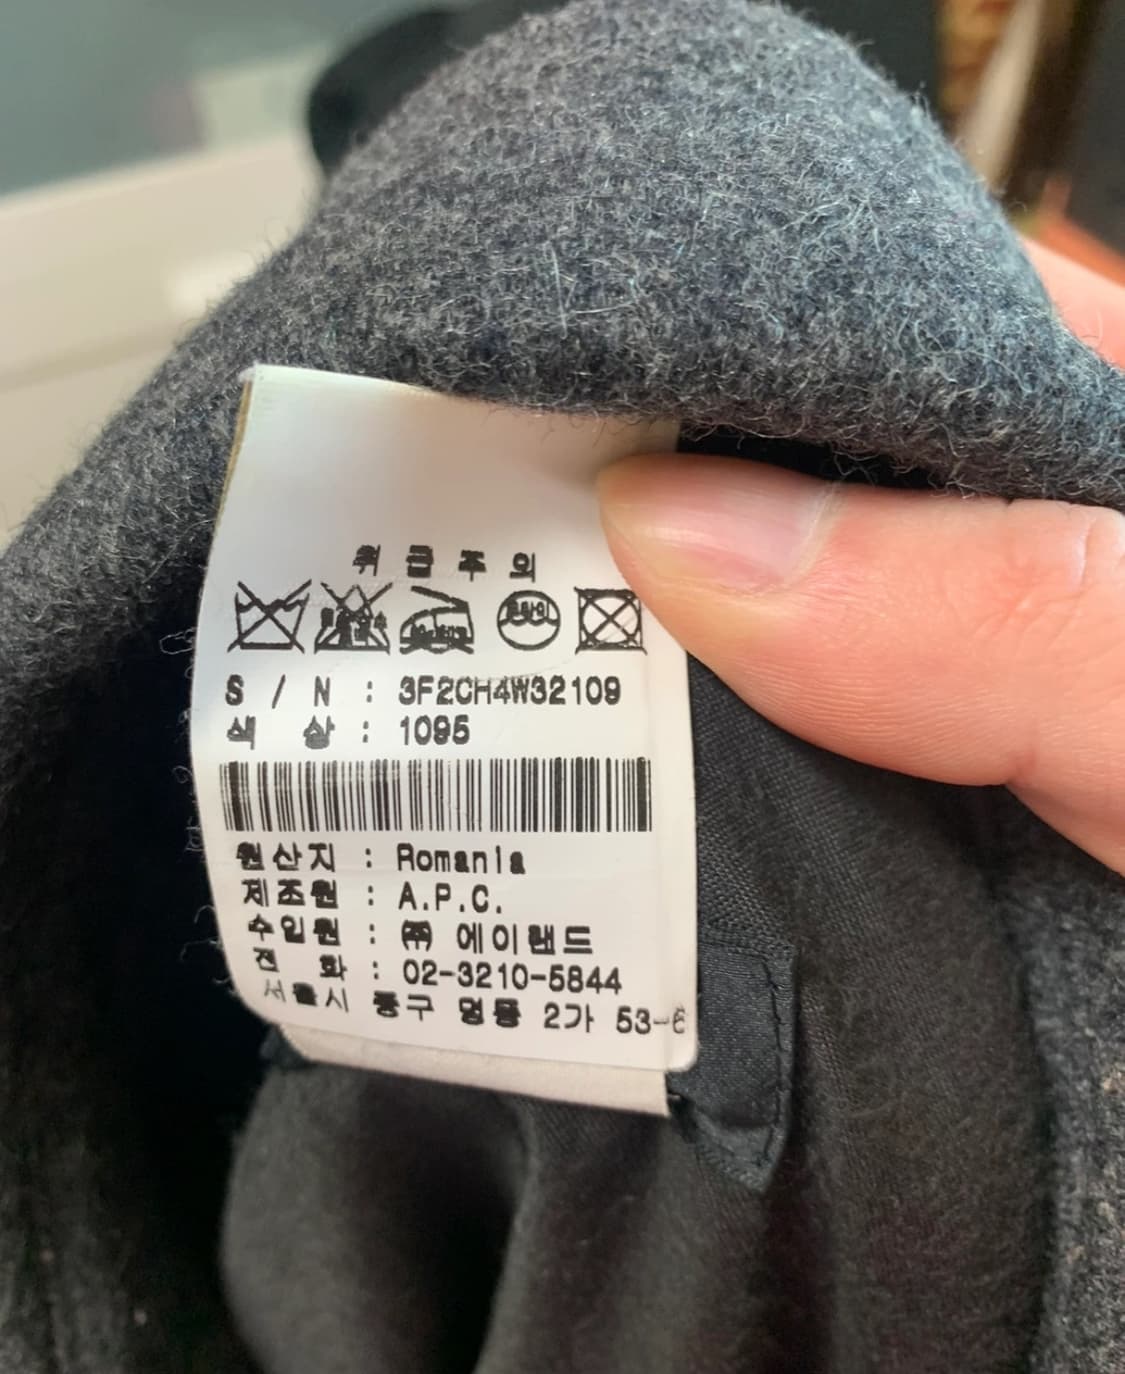 취급주의
S / N : 3F2CH4W32109
색 상 : 1095
원산지 : Romania
제조원 : A.P.C.
수입원 : ㈜ 에이랜드
전 화 : 02-3210-5844
서울시 중구 명동 2가 53-6